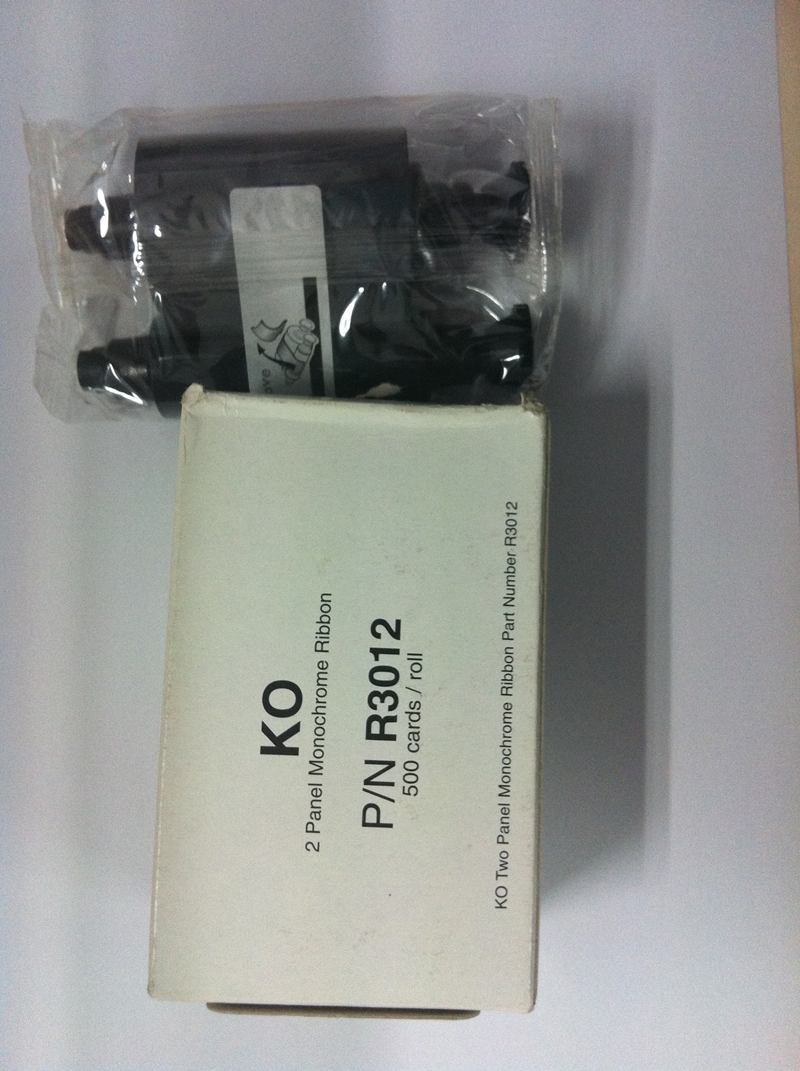 KO
2 Panel Monochrome Ribbon
P/N R3012
500 cards / roll
KO Two Panel Monochrome Ribbon Part Number R3012